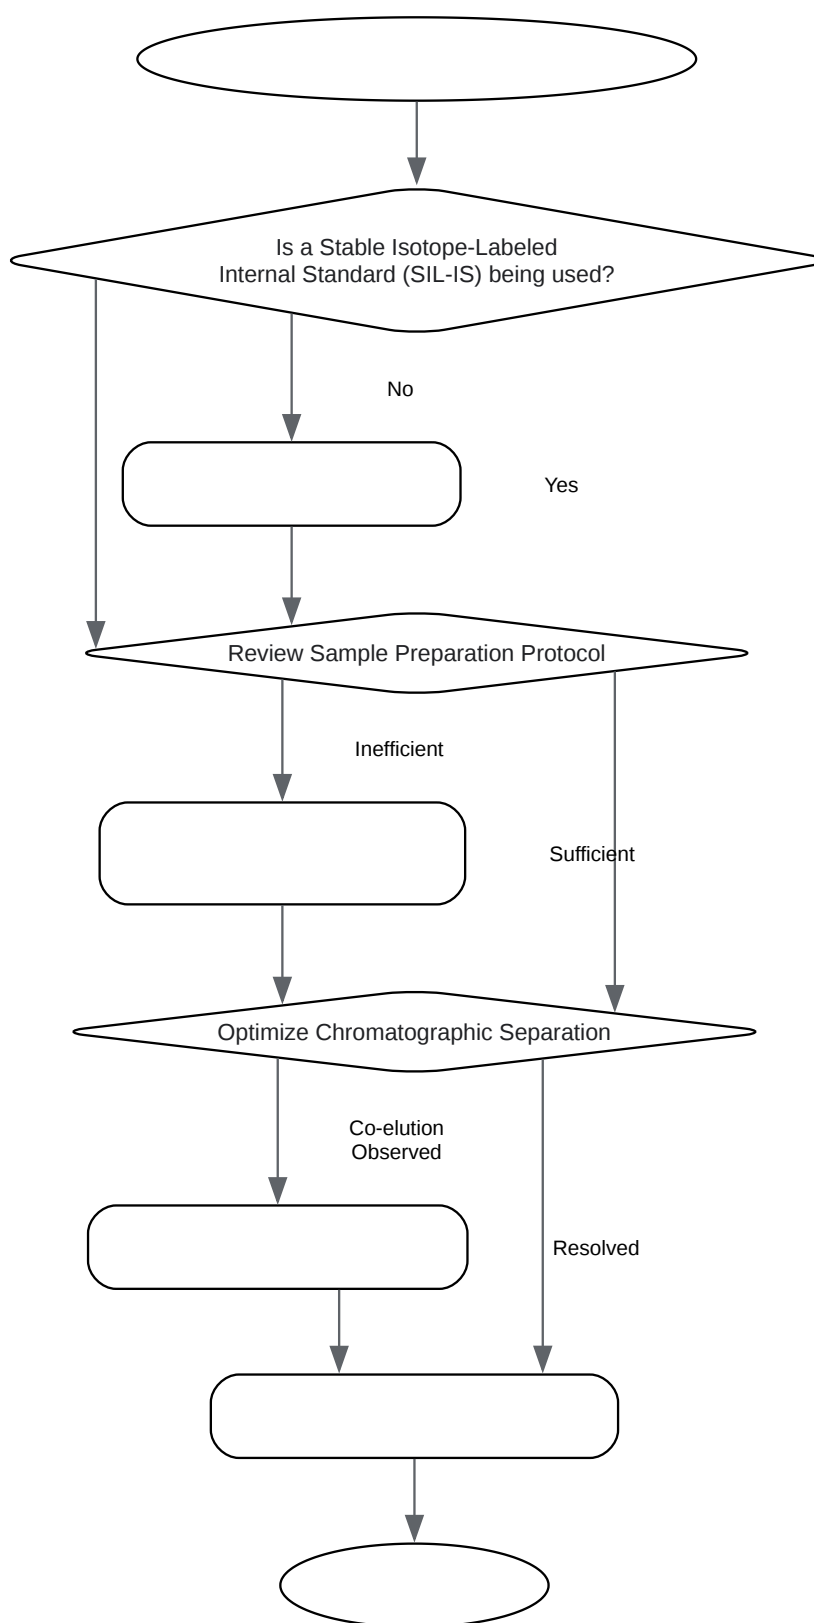 Is a Stable Isotope-Labeled
Internal Standard (SIL-IS) being used?
No
Yes
Review Sample Preparation Protocol
Inefficient
Sufficient
Optimize Chromatographic Separation
Co-elution
Observed
Resolved